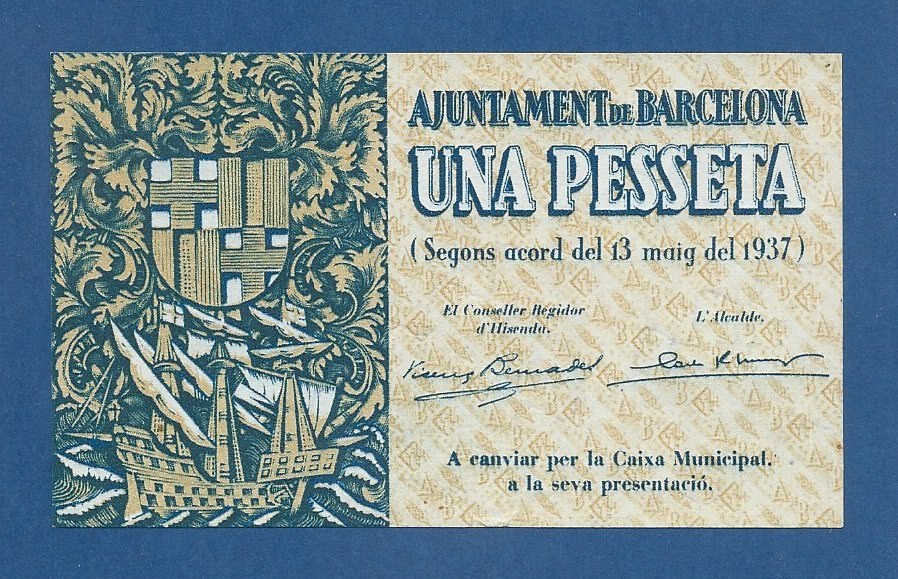 AJUNTAMENT DE BARCELONA
UNA PESSETA
(Segons acord del 13 maig del 1937)
El Conseller Regidor
d'Hisenda.
L'Alcalde.
A canviar per la Caixa Municipal.
a la seva presentació.